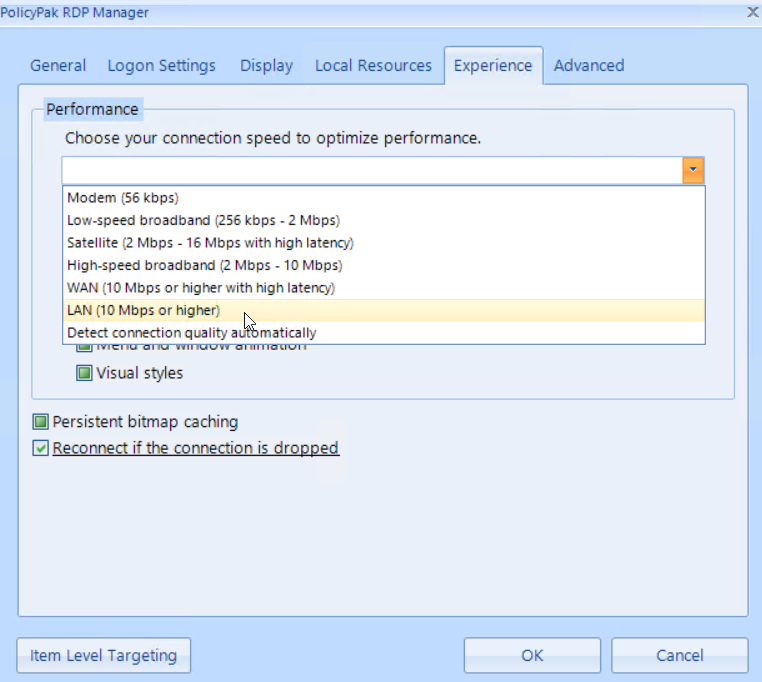 PolicyPak RDP Manager
General Logon Settings Display Local Resources Experience Advanced
Performance
Choose your connection speed to optimize performance.
Modem (56 kbps)
Low-speed broadband (256 kbps - 2 Mbps)
Satellite (2 Mbps - 16 Mbps with high latency)
High-speed broadband (2 Mbps - 10 Mbps)
WAN (10 Mbps or higher with high latency)
LAN (10 Mbps or higher)
Detect connection quality automatically
Menu and window animation
Visual styles
Persistent bitmap caching
Reconnect if the connection is dropped
Item Level Targeting OK Cancel